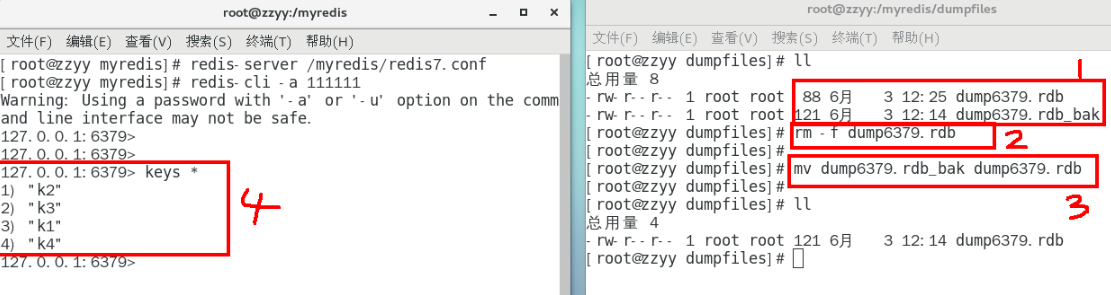 root@zzyy:/myredis
文件(F) 编辑(E) 查看(V) 搜索(S) 终端(T) 帮助(H)
[root@zzyy myredis]# redis-server /myredis/redis7.conf
[root@zzyy myredis]# redis-cli -a 111111
Warning: Using a password with '-a' or '-u' option on the comm
and line interface may not be safe.
127.0.0.1:6379>
127.0.0.1:6379>
127.0.0.1:6379> keys *
1) "k2"
2) "k3"
3) "k1"
4) "k4"
127.0.0.1:6379>
4
root@zzyy:/myredis/dumpfiles
文件(F) 编辑(E) 查看(V) 搜索(S) 终端(T) 帮助(H)
[root@zzyy dumpfiles]# ll
总用量 8
-rw-r--r-- 1 root root 88 6月 3 12:25 dump6379.rdb
-rw-r--r-- 1 root root 121 6月 3 12:14 dump6379.rdb_bak
1
[root@zzyy dumpfiles]# rm -f dump6379.rdb
2
[root@zzyy dumpfiles]#
[root@zzyy dumpfiles]# mv dump6379.rdb_bak dump6379.rdb
[root@zzyy dumpfiles]#
3
[root@zzyy dumpfiles]# ll
总用量 4
-rw-r--r-- 1 root root 121 6月 3 12:14 dump6379.rdb
[root@zzyy dumpfiles]#